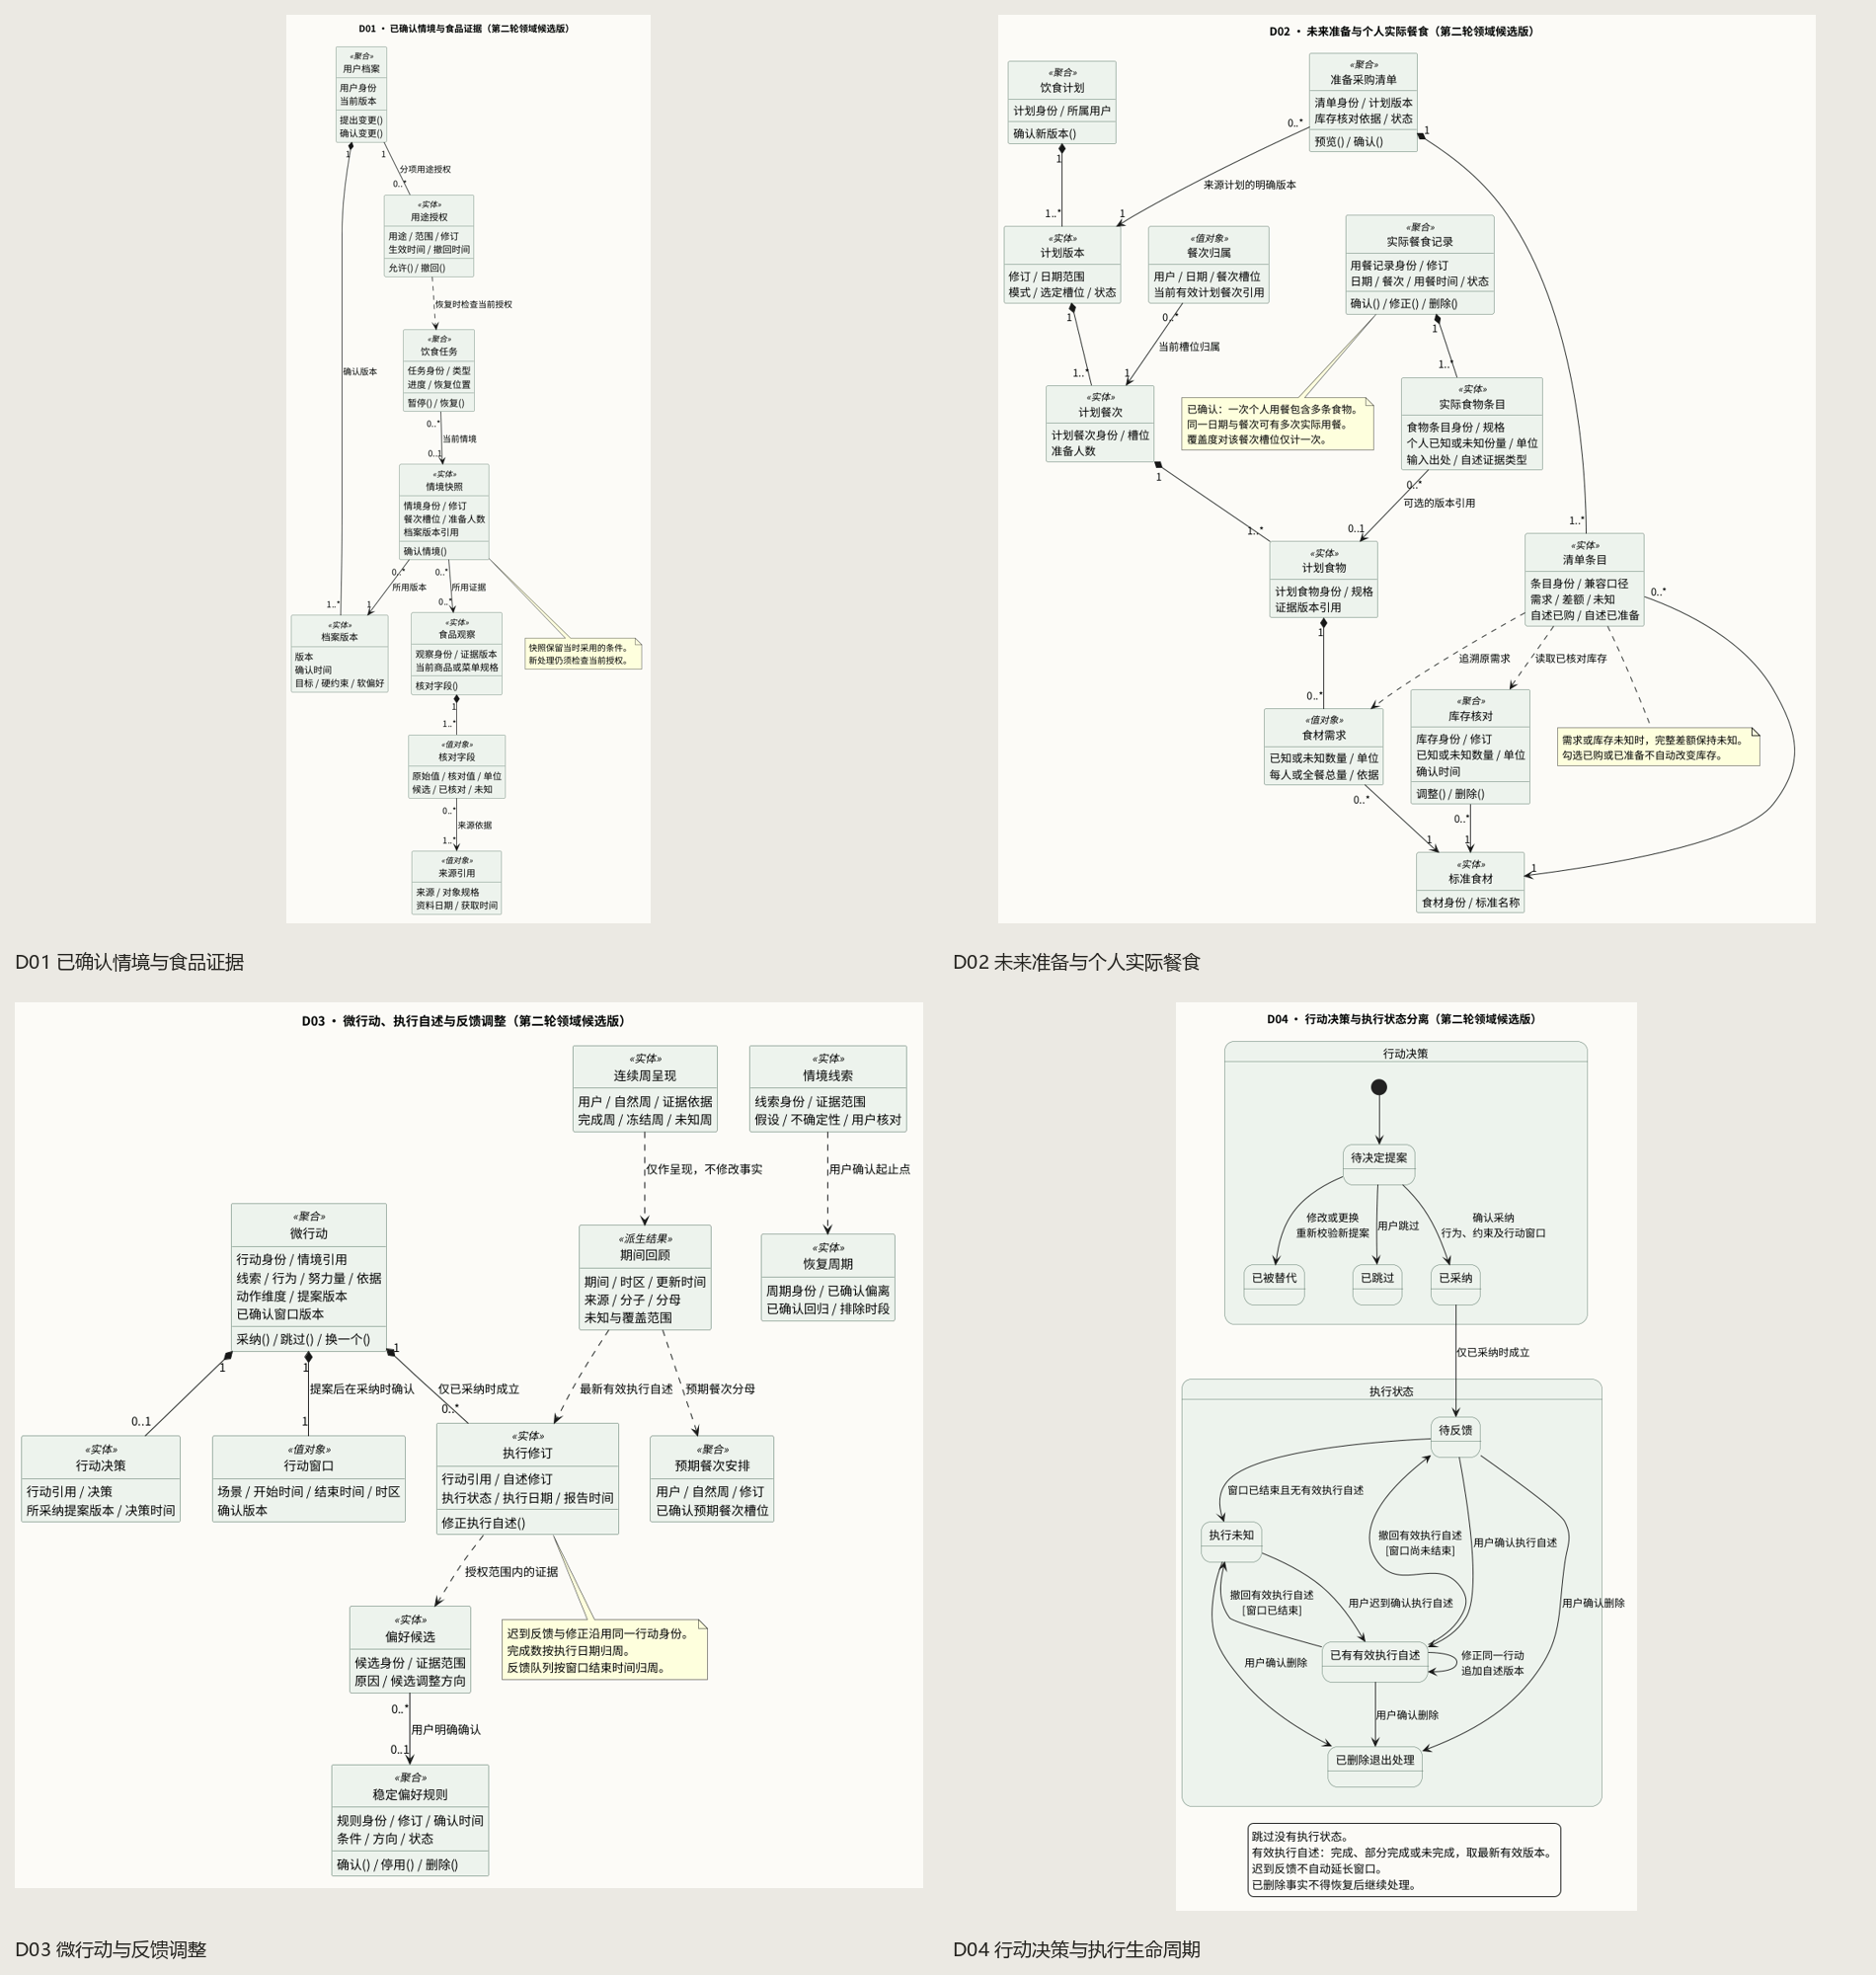 D01 · 已确认情境与食品证据（第二轮领域候选版）
«聚合»
用户档案
用户身份
当前版本
提出变更()
确认变更()
1
1
分项用途授权
0..*
«实体»
用途授权
用途 / 范围 / 修订
生效时间 / 撤回时间
允许() / 撤回()
恢复时检查当前授权
«聚合»
饮食任务
任务身份 / 类型
进度 / 恢复位置
暂停() / 恢复()
确认版本
0..*
当前情境
0..1
«实体»
情境快照
情境身份 / 修订
餐次槽位 / 准备人数
档案版本引用
确认情境()
0..*
所用版本
0..*
所用证据
1..*
1
0..*
«实体»
档案版本
版本
确认时间
目标 / 硬约束 / 软偏好
«实体»
食品观察
观察身份 / 证据版本
当前商品或菜单规格
核对字段()
快照保留当时采用的条件。
新处理仍须检查当前授权。
1
1..*
«值对象»
核对字段
原始值 / 核对值 / 单位
候选 / 已核对 / 未知
0..*
来源依据
1..*
«值对象»
来源引用
来源 / 对象规格
资料日期 / 获取时间
D01 已确认情境与食品证据
D02 · 未来准备与个人实际餐食（第二轮领域候选版）
«聚合»
饮食计划
计划身份 / 所属用户
确认新版本()
«聚合»
准备采购清单
清单身份 / 计划版本
库存核对依据 / 状态
预览() / 确认()
0..*
1
1
来源计划的明确版本
1..*
1
«实体»
计划版本
修订 / 日期范围
模式 / 选定槽位 / 状态
«值对象»
餐次归属
用户 / 日期 / 餐次槽位
当前有效计划餐次引用
«聚合»
实际餐食记录
用餐记录身份 / 修订
日期 / 餐次 / 用餐时间 / 状态
确认() / 修正() / 删除()
1
0..*
当前槽位归属
1
1..*
1..*
1
«实体»
计划餐次
计划餐次身份 / 槽位
准备人数
已确认：一次个人用餐包含多条食物。
同一日期与餐次可有多次实际用餐。
覆盖度对该餐次槽位仅计一次。
«实体»
实际食物条目
食物条目身份 / 规格
个人已知或未知份量 / 单位
输入出处 / 自述证据类型
1
0..*
可选的版本引用
1..*
0..1
1..*
«实体»
计划食物
计划食物身份 / 规格
证据版本引用
«实体»
清单条目
条目身份 / 兼容口径
需求 / 差额 / 未知
自述已购 / 自述已准备
0..*
1
追溯原需求
读取已核对库存
0..*
«值对象»
食材需求
已知或未知数量 / 单位
每人或全餐总量 / 依据
«聚合»
库存核对
库存身份 / 修订
已知或未知数量 / 单位
确认时间
调整() / 删除()
需求或库存未知时，完整差额保持未知。
勾选已购或已准备不自动改变库存。
0..*
0..*
1
1
1
«实体»
标准食材
食材身份 / 标准名称
D02 未来准备与个人实际餐食
D03 · 微行动、执行自述与反馈调整（第二轮领域候选版）
«实体»
连续周呈现
用户 / 自然周 / 证据依据
完成周 / 冻结周 / 未知周
«实体»
情境线索
线索身份 / 证据范围
假设 / 不确定性 / 用户核对
仅作呈现，不修改事实
用户确认起止点
«聚合»
微行动
行动身份 / 情境引用
线索 / 行为 / 努力量 / 依据
动作维度 / 提案版本
已确认窗口版本
采纳() / 跳过() / 换一个()
«派生结果»
期间回顾
期间 / 时区 / 更新时间
来源 / 分子 / 分母
未知与覆盖范围
«实体»
恢复周期
周期身份 / 已确认偏离
已确认回归 / 排除时段
1
1
1
提案后在采纳时确认
仅已采纳时成立
最新有效执行自述
预期餐次分母
0..1
1
0..*
«实体»
行动决策
行动引用 / 决策
所采纳提案版本 / 决策时间
«值对象»
行动窗口
场景 / 开始时间 / 结束时间 / 时区
确认版本
«实体»
执行修订
行动引用 / 自述修订
执行状态 / 执行日期 / 报告时间
修正执行自述()
«聚合»
预期餐次安排
用户 / 自然周 / 修订
已确认预期餐次槽位
授权范围内的证据
«实体»
偏好候选
候选身份 / 证据范围
原因 / 候选调整方向
迟到反馈与修正沿用同一行动身份。
完成数按执行日期归周。
反馈队列按窗口结束时间归周。
0..*
用户明确确认
0..1
«聚合»
稳定偏好规则
规则身份 / 修订 / 确认时间
条件 / 方向 / 状态
确认() / 停用() / 删除()
D03 微行动与反馈调整
D04 · 行动决策与执行状态分离（第二轮领域候选版）
行动决策
待决定提案
修改或更换
重新校验新提案
用户跳过
确认采纳
行为、约束及行动窗口
已被替代
已跳过
已采纳
仅已采纳时成立
执行状态
待反馈
窗口已结束且无有效执行自述
执行未知
撤回有效执行自述
[窗口尚未结束]
用户确认执行自述
撤回有效执行自述
[窗口已结束]
用户迟到确认执行自述
用户确认删除
用户确认删除
已有有效执行自述
修正同一行动
追加自述版本
用户确认删除
已删除退出处理
跳过没有执行状态。
有效执行自述：完成、部分完成或未完成，取最新有效版本。
迟到反馈不自动延长窗口。
已删除事实不得恢复后继续处理。
D04 行动决策与执行生命周期